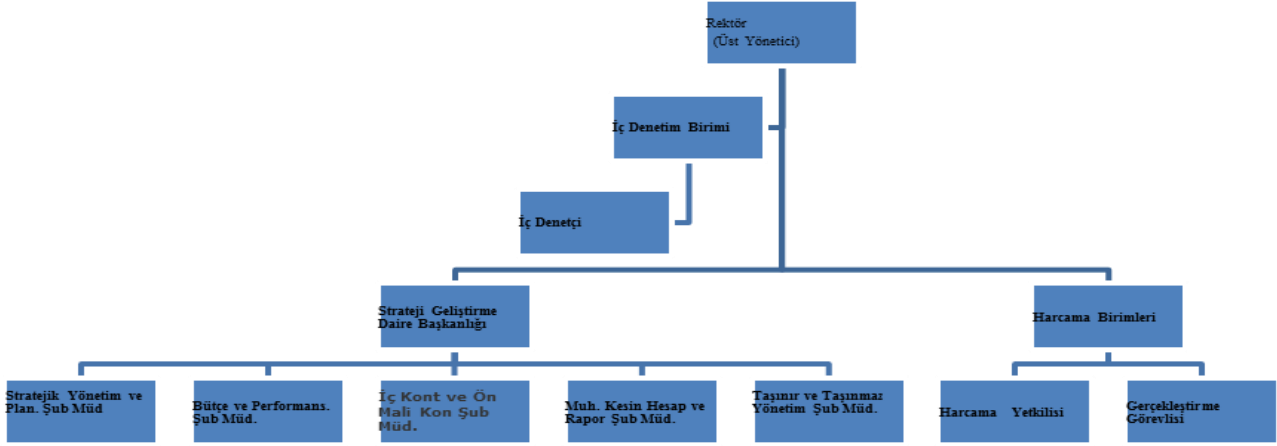 Rektör
(Üst Yönetici)
İç Denetim Birimi
İç Denetçi
Strateji Geliştirme
Daire Başkanlığı
Harcama Birimleri
Stratejik Yönetim ve
Plan. Şub Müd
Bütçe ve Performans.
Şub Müd.
İç Kont ve Ön
Mali Kon Şub
Müd.
Muh. Kesin Hesap ve
Rapor Şub Müd.
Taşınır ve Taşınmaz
Yönetim Şub Müd.
Harcama Yetkilisi
Gerçekleştirme
Görevlisi